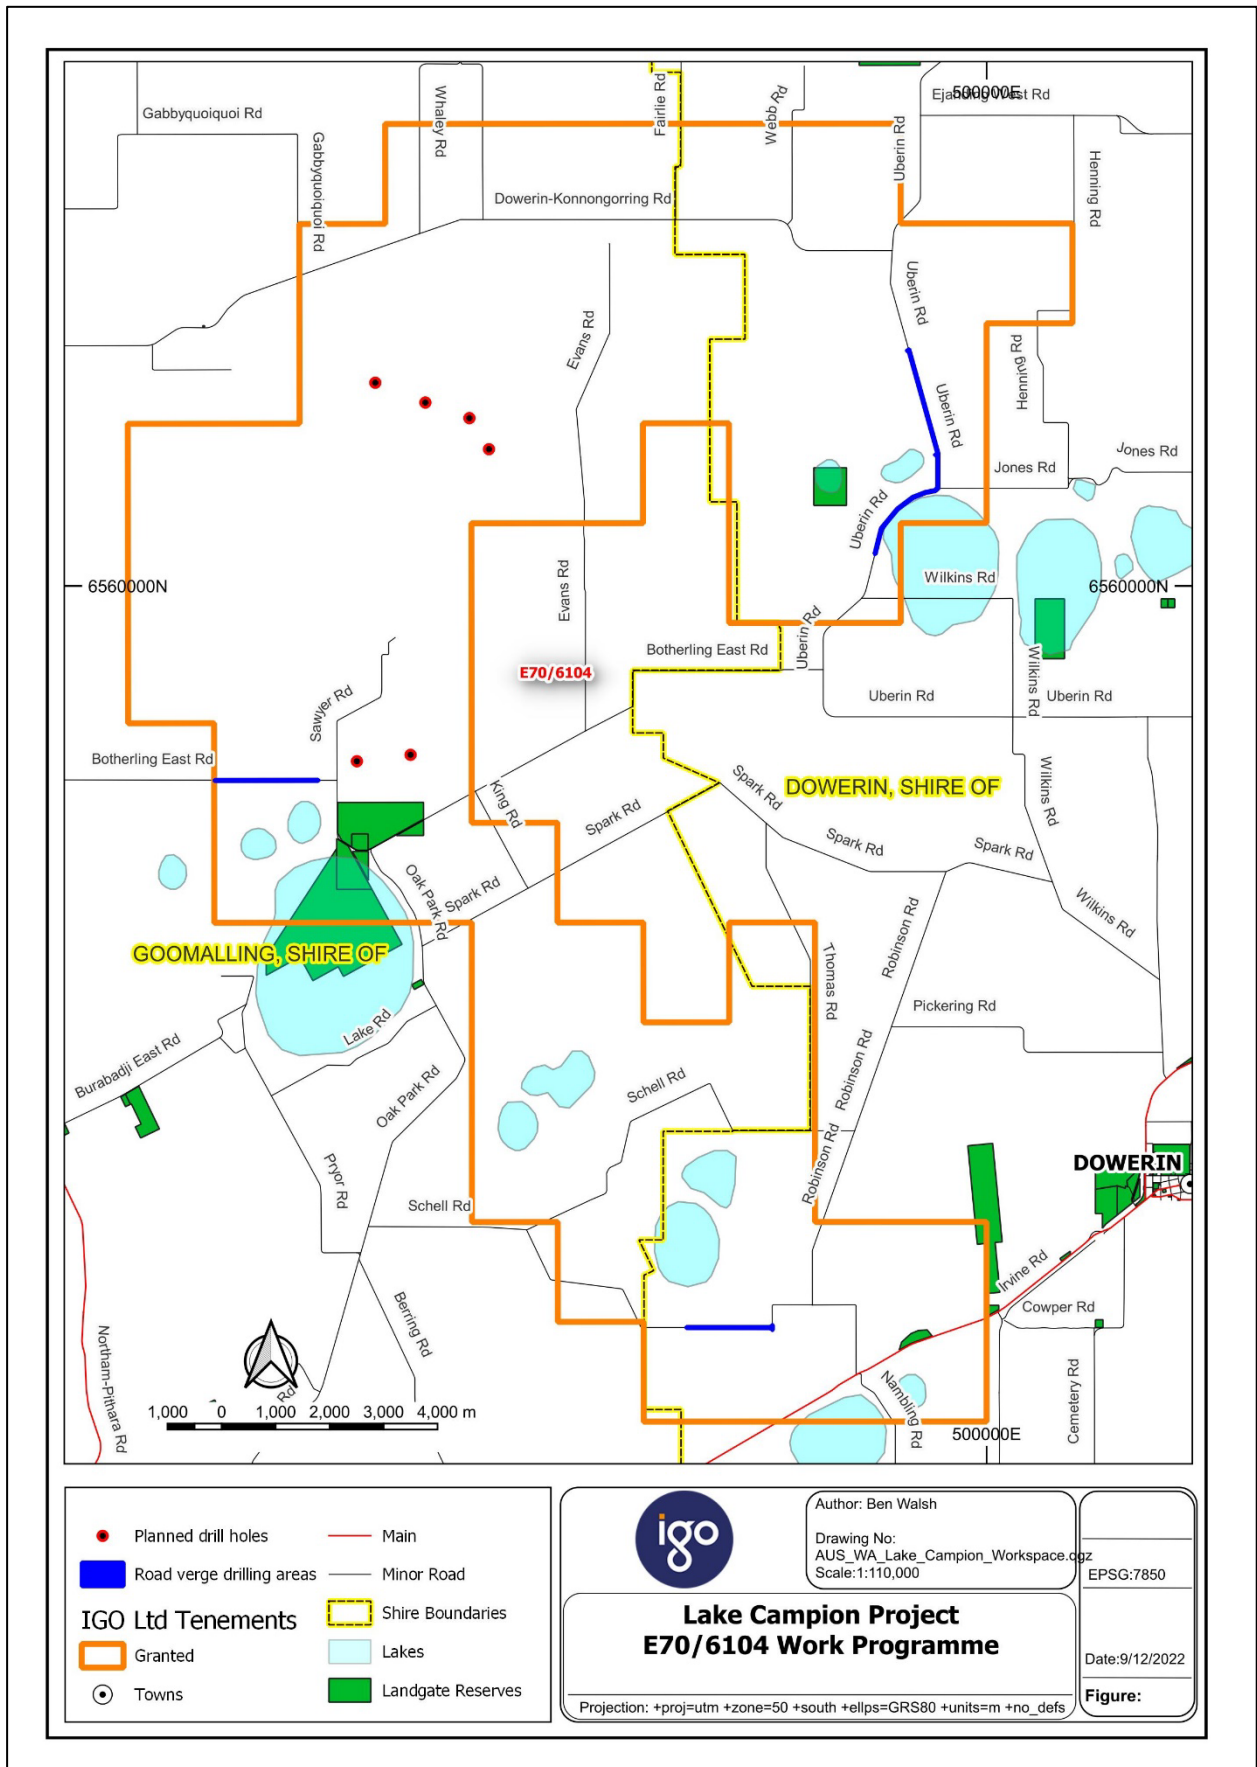 500000E
Ejanding West Rd
Gabbyquoiquoi Rd
Whaley Rd
Fairlie Rd
Webb Rd
Uberin Rd
Henning Rd
Gabbyquoiquoi Rd
Dowerin-Konnongorring Rd
Uberin Rd
Evans Rd
Henning Rd
Uberin Rd
Jones Rd
Jones Rd
Uberin Rd
6560000N
Evans Rd
Wilkins Rd
6560000N
Uberin Rd
Botherling East Rd
E70/6104
Wilkins Rd
Uberin Rd
Uberin Rd
Sawyer Rd
Botherling East Rd
Spark Rd
DOWERIN, SHIRE OF
Wilkins Rd
King Rd
Spark Rd
Spark Rd
Spark Rd
Oak Park Rd
Spark Rd
Wilkins Rd
Robinson Rd
GOOMALLING, SHIRE OF
Thomas Rd
Pickering Rd
Lake Rd
Burabadji East Rd
Robinson Rd
Schell Rd
Oak Park Rd
DOWERIN
Robinson Rd
Pryor Rd
Schell Rd
Irvine Rd
Cowper Rd
Berring Rd
Northam-Pithara Rd
Rd
Nambling Rd
Cemetery Rd
1,000 0 1,000 2,000 3,000 4,000 m
500000E
Planned drill holes
Road verge drilling areas
IGO Ltd Tenements
Granted
Towns
Main
Minor Road
Shire Boundaries
Lakes
Landgate Reserves
igo
Author: Ben Walsh
Drawing No:
AUS_WA_Lake_Campion_Workspace.qgz
Scale:1:110,000
EPSG:7850
Lake Campion Project
E70/6104 Work Programme
Date:9/12/2022
Figure:
Projection: +proj=utm +zone=50 +south +ellps=GRS80 +units=m +no_defs